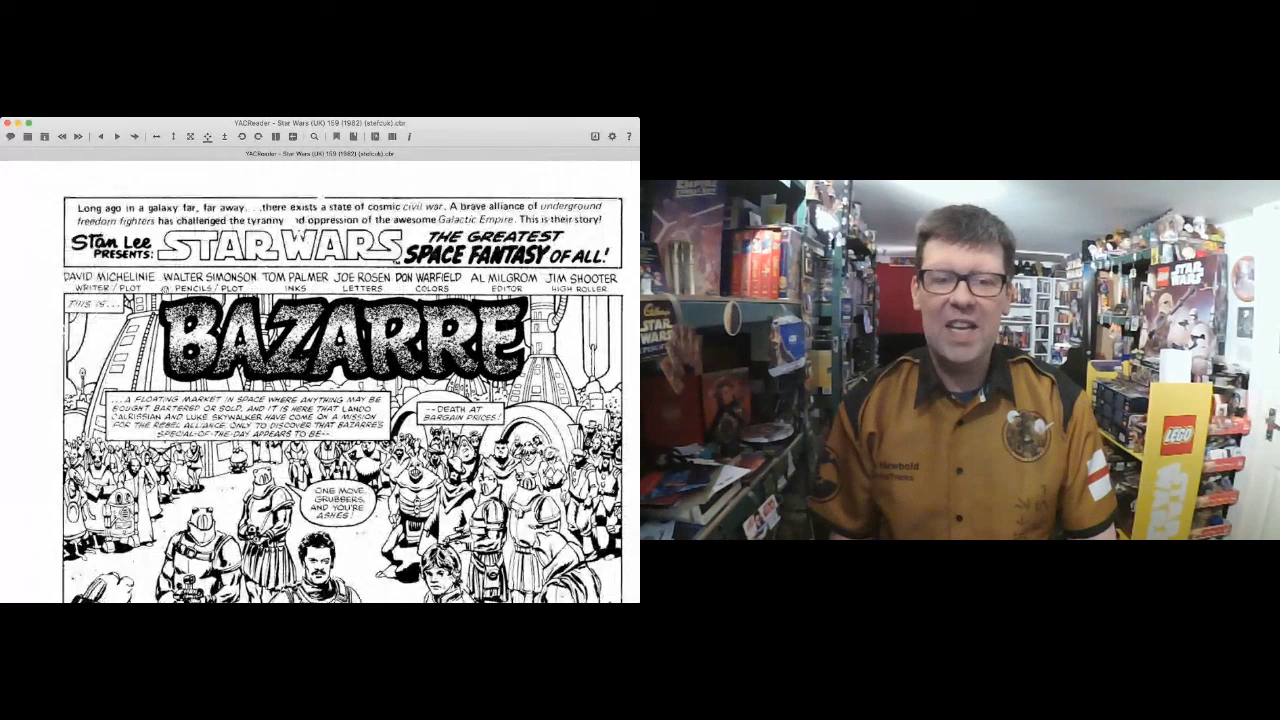 YACReader - Star Wars (UK) 159 (1982) (stefcuk).cbr
YACReader - Star Wars (UK) 159 (1982) (stefcuk).cbr
Long ago in a galaxy far, far away. . .there exists a state of cosmic civil war. A brave alliance of underground
freedom fighters has challenged the tyranny nd oppression of the awesome Galactic Empire. This is their story!
Stan Lee
PRESENTS:
STAR WARS
TM
THE GREATEST
SPACE FANTASY OF ALL!
DAVID MICHELINIE WALTER SIMONSON TOM PALMER JOE ROSEN DON WARFIELD AL MILGROM JIM SHOOTER
WRITER/PLOT PENCILS/PLOT INKS LETTERS COLORS EDITOR HIGH ROLLER
THIS IS...
BAZARRE
...A FLOATING MARKET IN SPACE WHERE ANYTHING MAY BE
BOUGHT, BARTERED OR SOLD, AND IT IS HERE THAT LANDO
CALRISSIAN AND LUKE SKYWALKER HAVE COME ON A MISSION
FOR THE REBEL ALLIANCE, ONLY TO DISCOVER THAT BAZARRE'S
SPECIAL-OF-THE-DAY APPEARS TO BE--
--DEATH AT
BARGAIN PRICES!
ONE MOVE,
GRUBBERS,
AND YOU'RE
ASHES!
STAR
WARS
LEGO
STAR
WARS
Newbold
LEGO
STAR
WARS